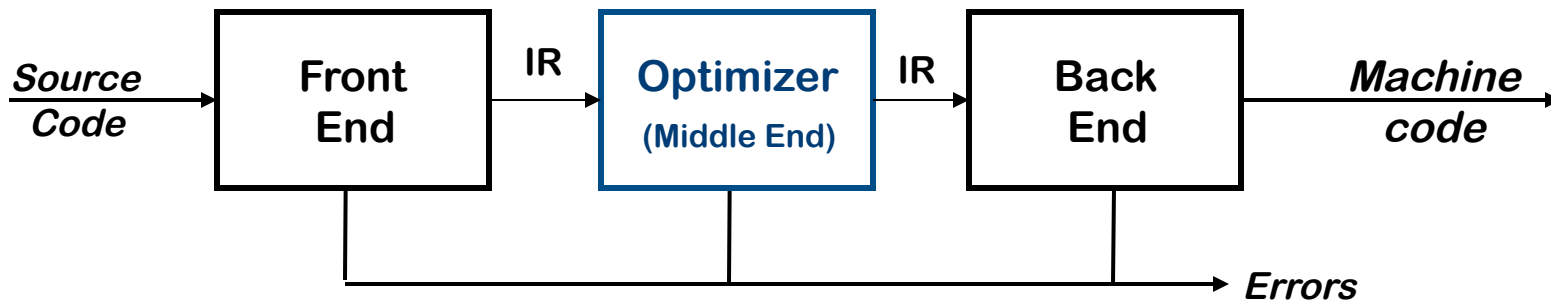 Source
Code
Front
End
IR
Optimizer
(Middle End)
IR
Back
End
Machine
code
Errors